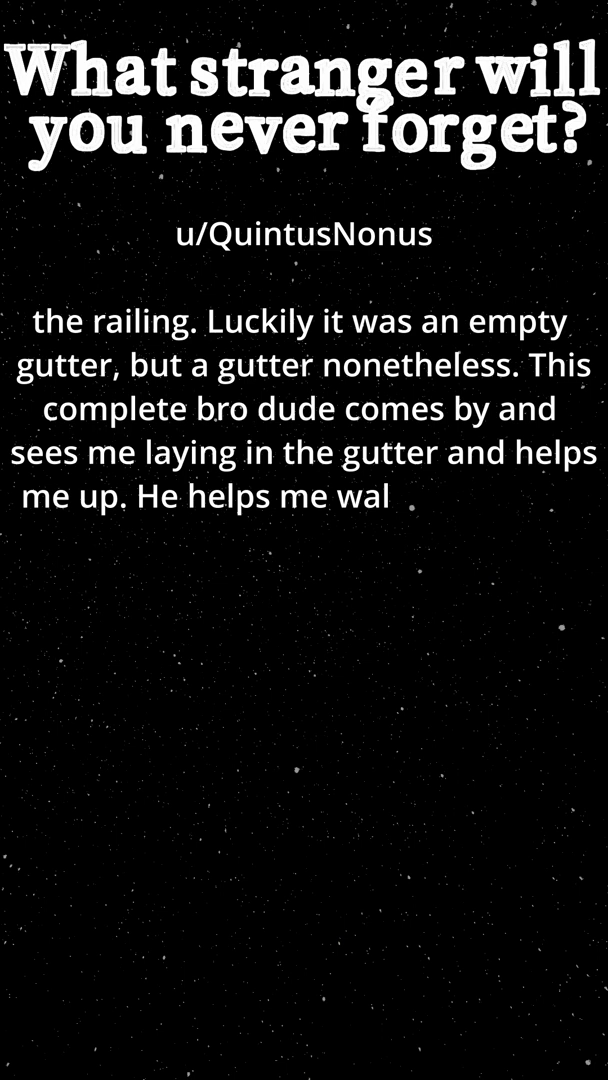 What stranger will
you never forget?
u/QuintusNonus
the railing. Luckily it was an empty
gutter, but a gutter nonetheless. This
complete bro dude comes by and
sees me laying in the gutter and helps
me up. He helps me wal